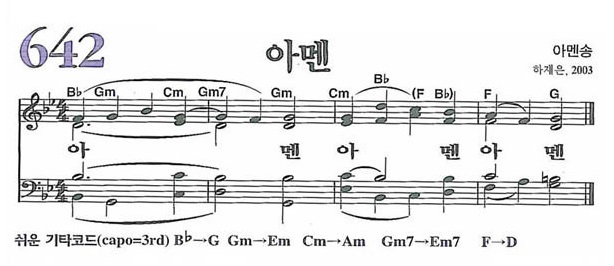 642
아멘
아멘송
하재은, 2003
B♭ Gm Cm Gm7 Gm Cm B♭ (F B♭) F G
아 멘 아 멘 아 멘
쉬운 기타코드(capo=3rd) B♭→G Gm→Em Cm→Am Gm7→Em7 F→D